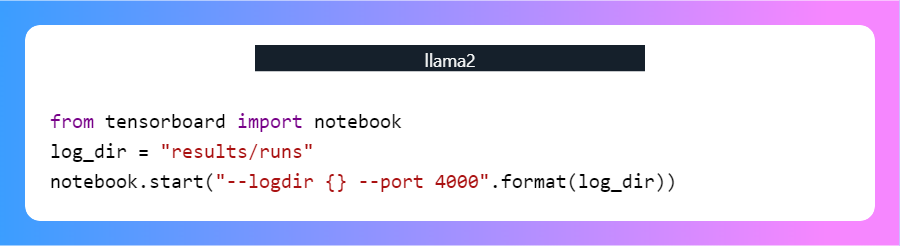 llama2
from tensorboard import notebook
log_dir = "results/runs"
notebook.start("--logdir {} --port 4000".format(log_dir))